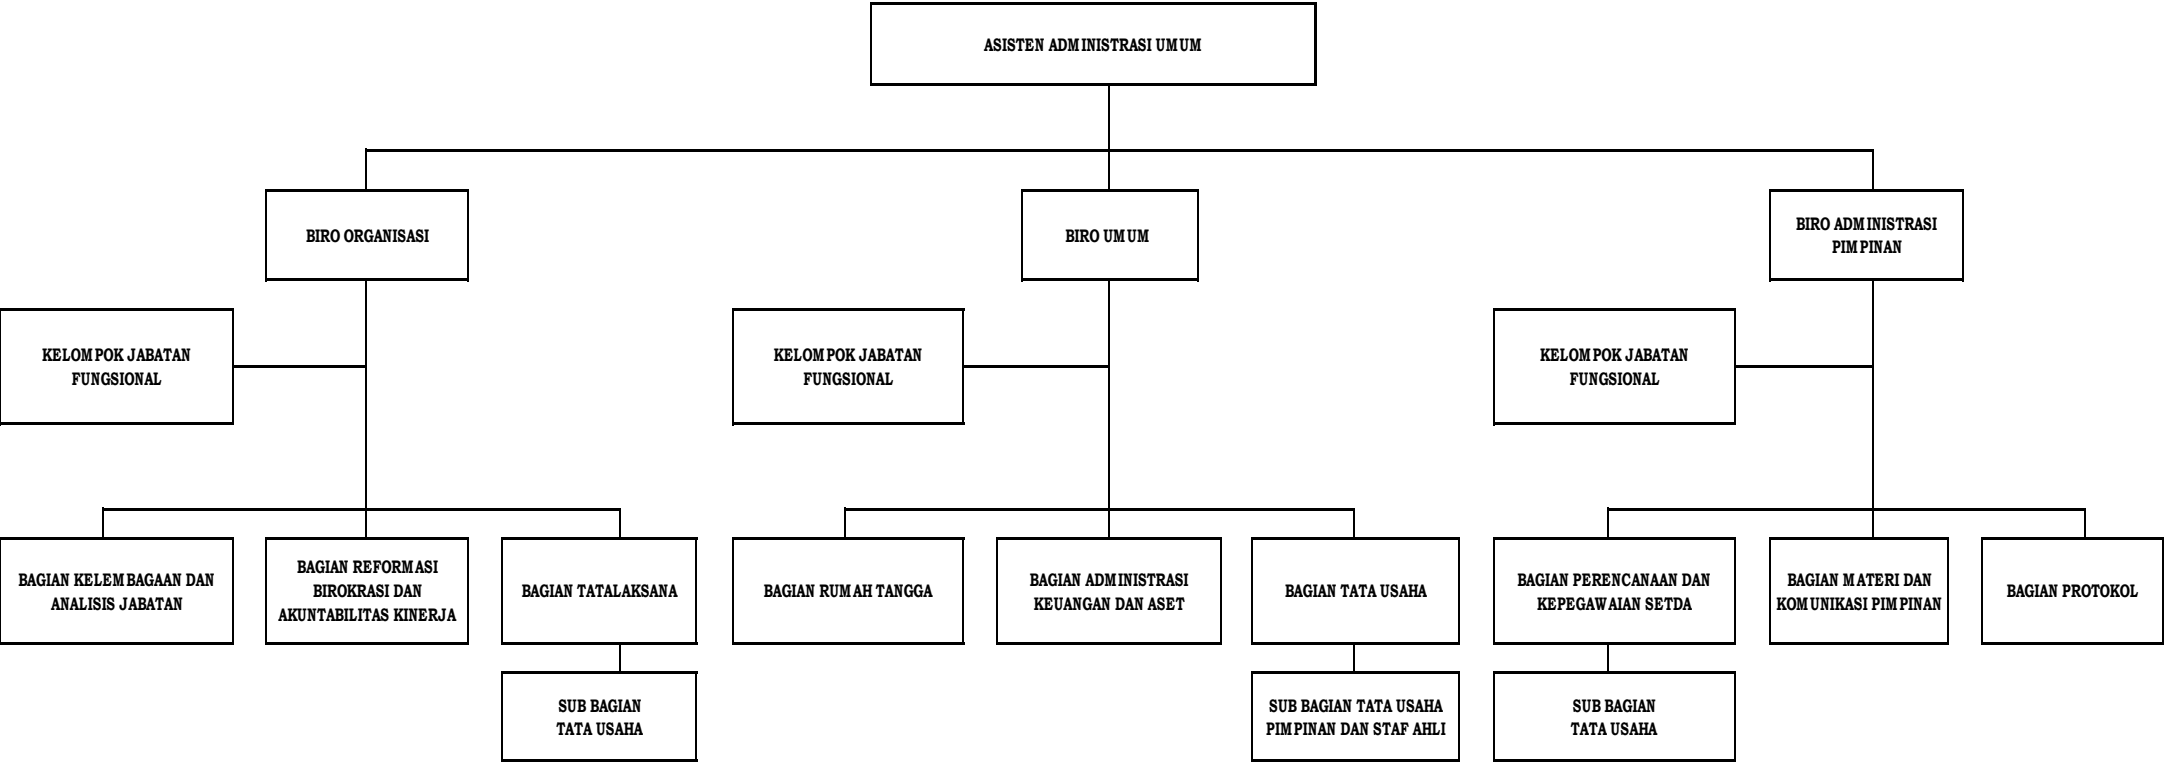 ASISTEN ADMINISTRASI UMUM
BIRO ORGANISASI
BIRO UMUM
BIRO ADMINISTRASI
PIMPINAN
KELOMPOK JABATAN
FUNGSIONAL
KELOMPOK JABATAN
FUNGSIONAL
KELOMPOK JABATAN
FUNGSIONAL
BAGIAN KELEMBAGAAN DAN
ANALISIS JABATAN
BAGIAN REFORMASI
BIROKRASI DAN
AKUNTABILITAS KINERJA
BAGIAN TATALAKSANA
BAGIAN RUMAH TANGGA
BAGIAN ADMINISTRASI
KEUANGAN DAN ASET
BAGIAN TATA USAHA
BAGIAN PERENCANAAN DAN
KEPEGAWAIAN SETDA
BAGIAN MATERI DAN
KOMUNIKASI PIMPINAN
BAGIAN PROTOKOL
SUB BAGIAN
TATA USAHA
SUB BAGIAN TATA USAHA
PIMPINAN DAN STAF AHLI
SUB BAGIAN
TATA USAHA